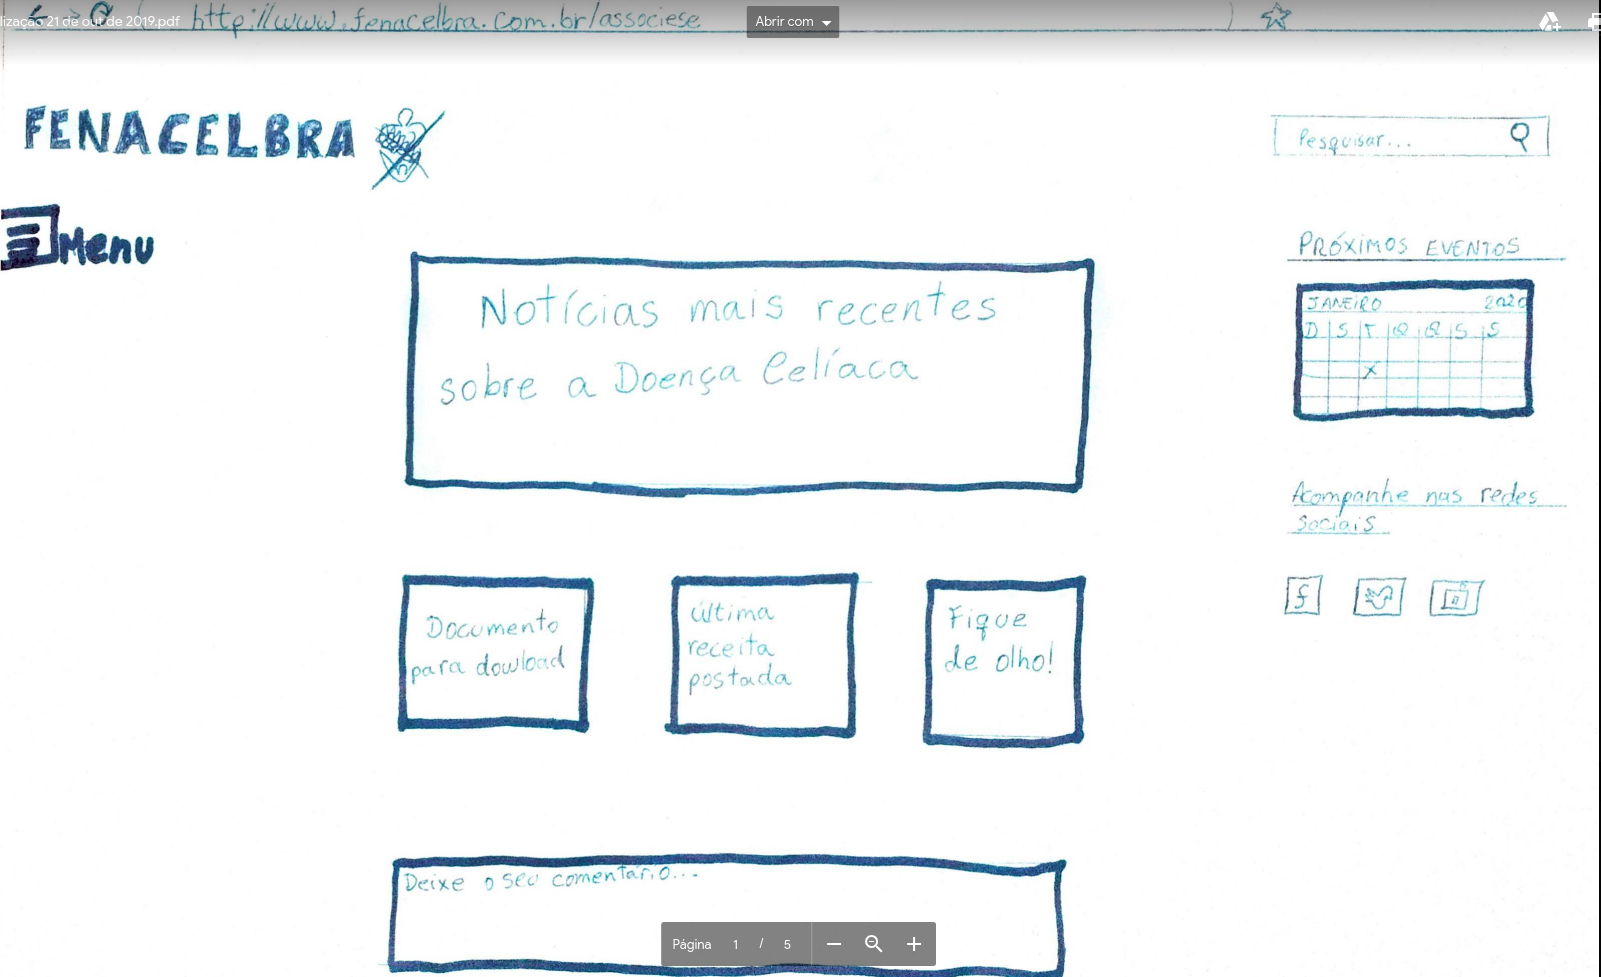 lização 21 de out de 2019.pdf
http://www.fenacelbra.com.br/associese
Abrir com
FENACELBRA
Pesquisar...
Menu
Notícias mais recentes
sobre a Doença Celíaca
PRÓXIMOS EVENTOS
JANEIRO 2020
D S T Q Q S S
X
Acompanhe nas redes
sociais
f
Documento
para dowload
última
receita
postada
Fique
de olho!
Deixe o seu comentário...
Página 1 / 5